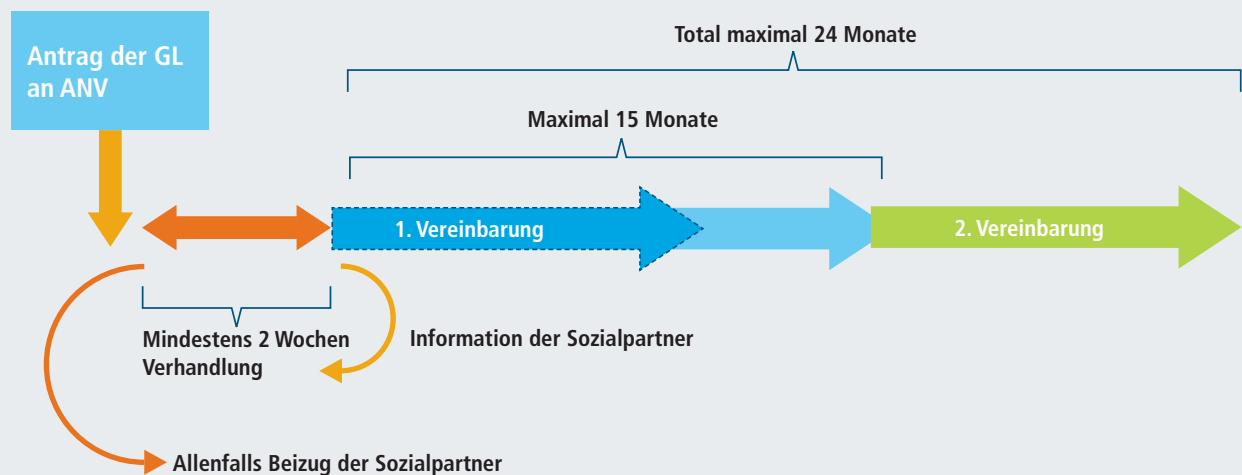 Antrag der GL
an ANV
Total maximal 24 Monate
Maximal 15 Monate
1. Vereinbarung
2. Vereinbarung
Mindestens 2 Wochen
Verhandlung
Information der Sozialpartner
Allenfalls Beizug der Sozialpartner